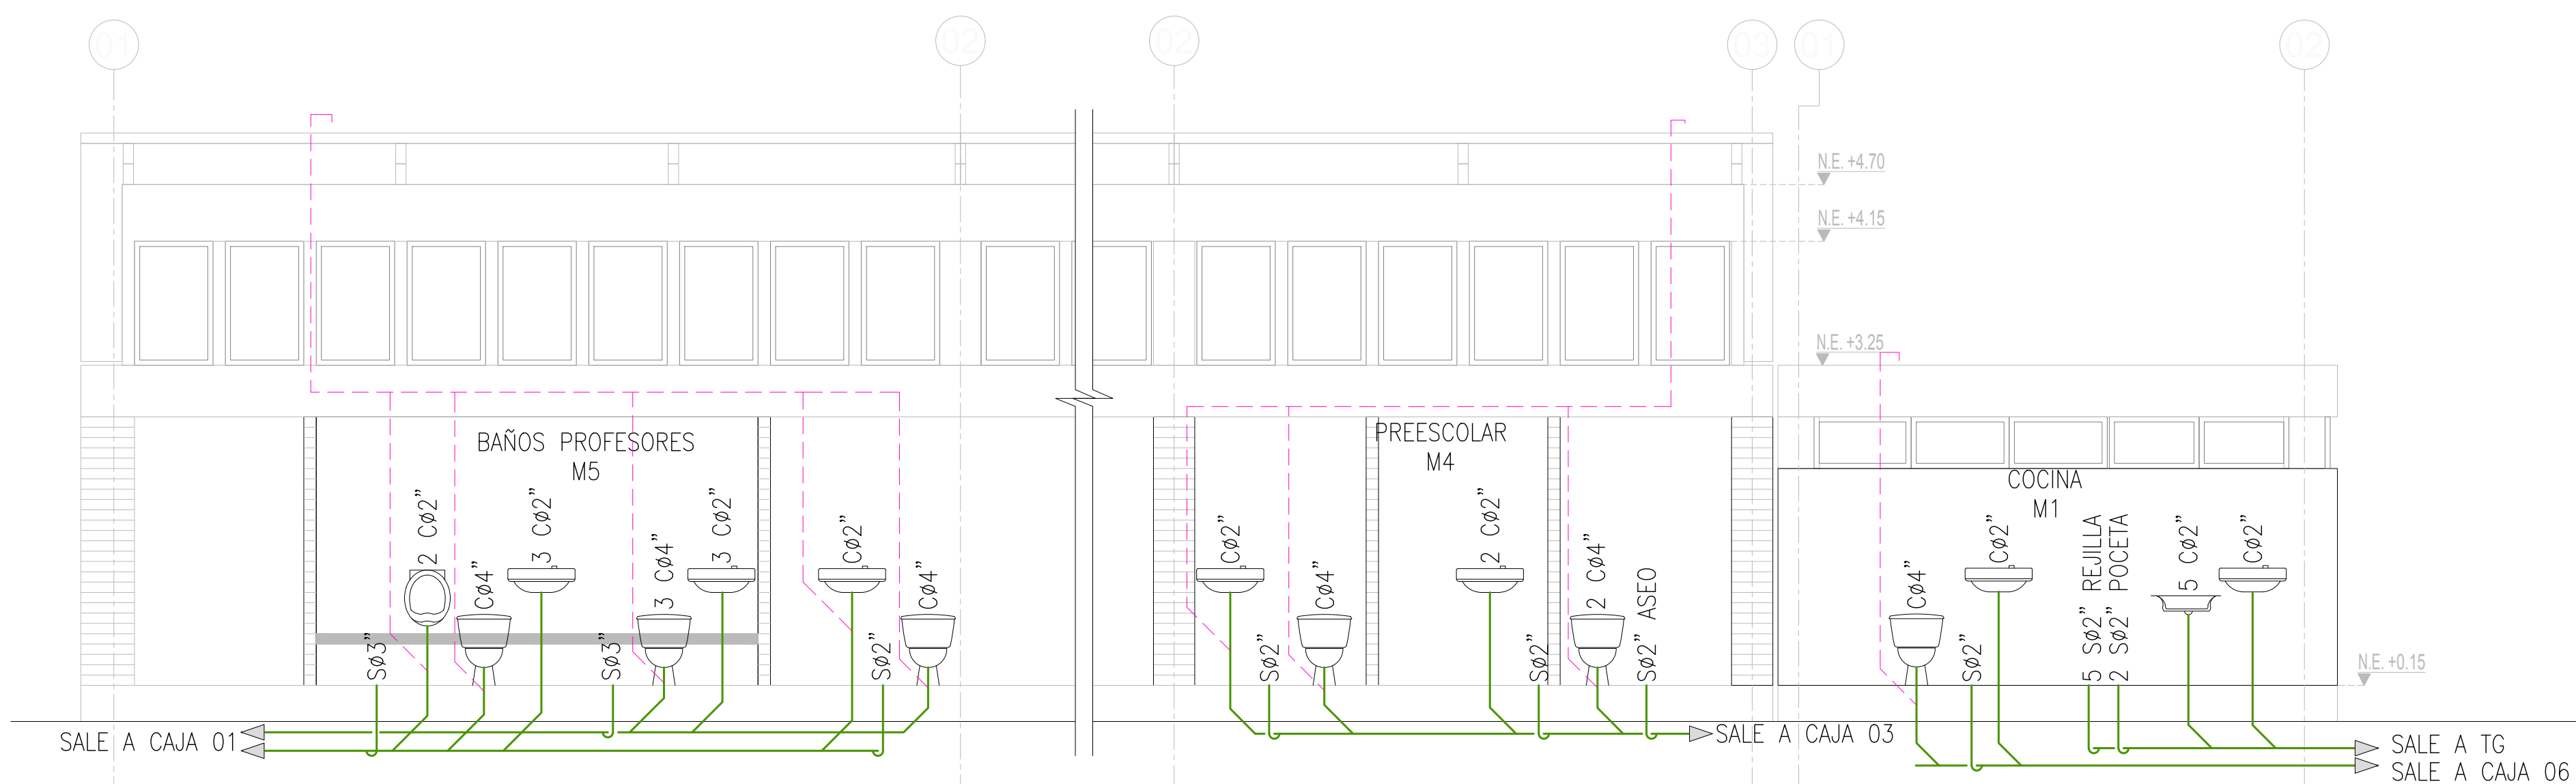 01
02
02
03
01
02
N.E. +4.70
N.E. +4.15
N.E. +3.25
BAÑOS PROFESORES
M5
PREESCOLAR
M4
COCINA
M1
Sø3"
2 Cø2"
Cø4"
3 Cø2"
Sø3"
3 Cø4"
3 Cø2"
Cø2"
Sø2"
Cø4"
Cø2"
Sø2"
Cø4"
2 Cø2"
Sø2"
2 Cø4"
Sø2" ASEO
Cø4"
Sø2"
Cø2"
5 Sø2" REJILLA
2 Sø2" POCETA
5 Cø2"
Cø2"
N.E. +0.15
SALE A CAJA 01
SALE A CAJA 03
SALE A TG
SALE A CAJA 06